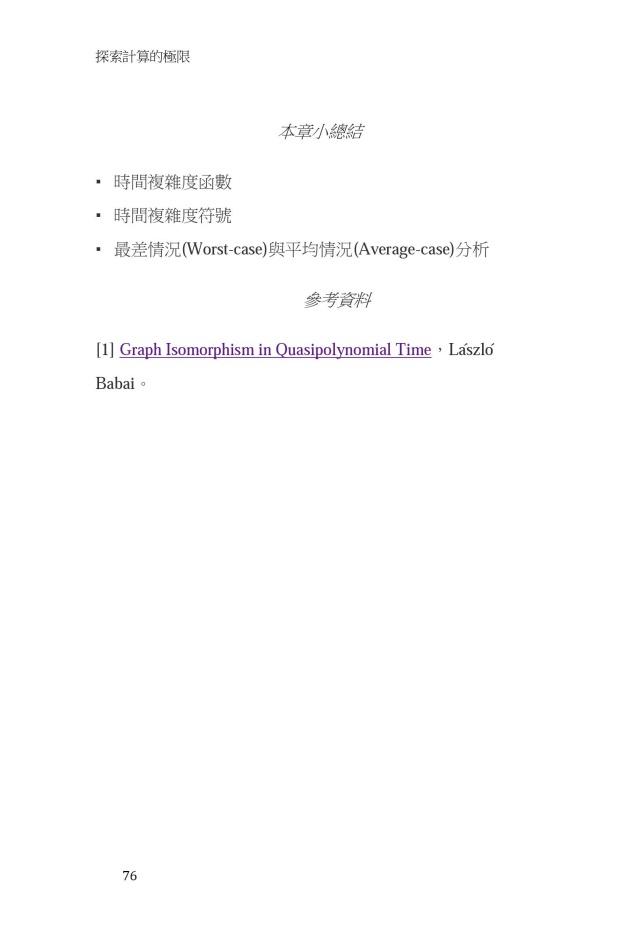 探索計算的極限
本章小總結
▪ 時間複雜度函數
▪ 時間複雜度符號
▪ 最差情況(Worst-case)與平均情況(Average-case)分析
參考資料
[1] Graph Isomorphism in Quasipolynomial Time，László
Babai。
76